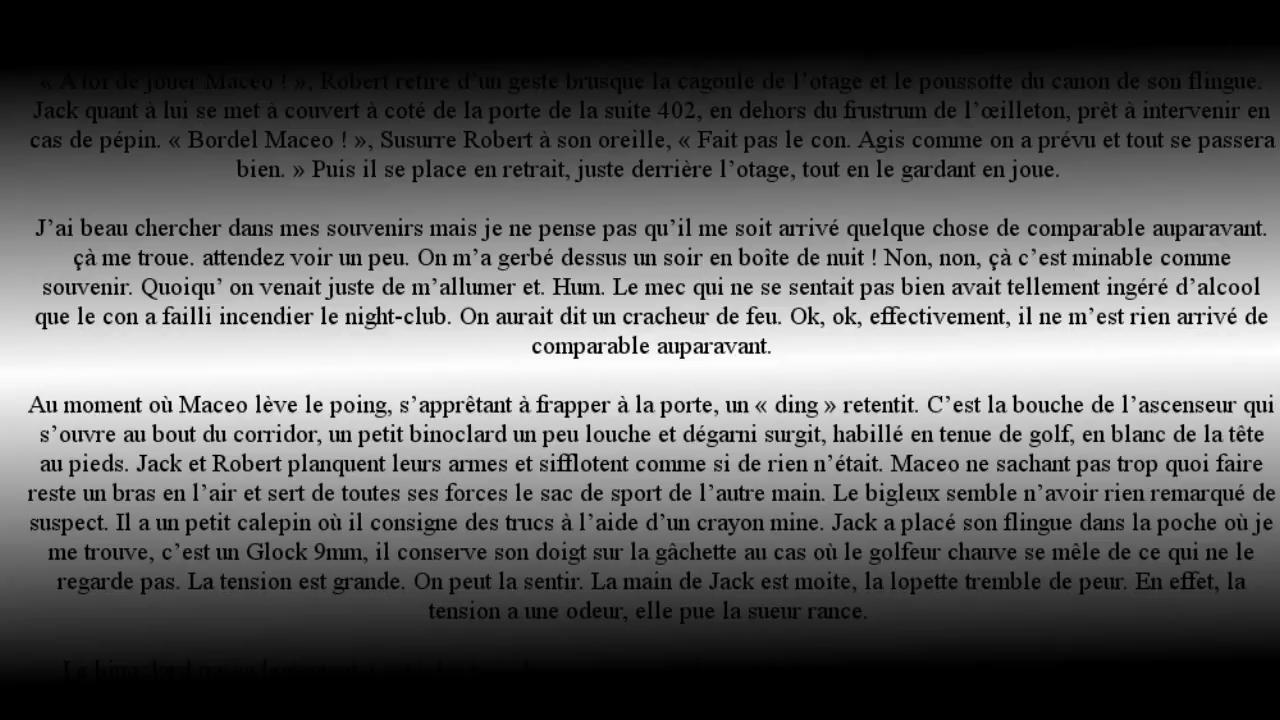 « A toi de jouer Maceo ! », Robert retire d’un geste brusque la cagoule de l’otage et le poussotte du canon de son flingue.
Jack quant à lui se met à couvert à coté de la porte de la suite 402, en dehors du frustrum de l’œilleton, prêt à intervenir en
cas de pépin. « Bordel Maceo ! », Susurre Robert à son oreille, « Fait pas le con. Agis comme on a prévu et tout se passera
bien. » Puis il se place en retrait, juste derrière l’otage, tout en le gardant en joue.
J’ai beau chercher dans mes souvenirs mais je ne pense pas qu’il me soit arrivé quelque chose de comparable auparavant.
çà me troue. attendez voir un peu. On m’a gerbé dessus un soir en boîte de nuit ! Non, non, çà c’est minable comme
souvenir. Quoiqu’ on venait juste de m’allumer et. Hum. Le mec qui ne se sentait pas bien avait tellement ingéré d’alcool
que le con a failli incendier le night-club. On aurait dit un cracheur de feu. Ok, ok, effectivement, il ne m’est rien arrivé de
comparable auparavant.
Au moment où Maceo lève le poing, s’apprêtant à frapper à la porte, un « ding » retentit. C’est la bouche de l’ascenseur qui
s’ouvre au bout du corridor, un petit binoclard un peu louche et dégarni surgit, habillé en tenue de golf, en blanc de la tête
au pieds. Jack et Robert planquent leurs armes et sifflotent comme si de rien n’était. Maceo ne sachant pas trop quoi faire
reste un bras en l’air et sert de toutes ses forces le sac de sport de l’autre main. Le bigleux semble n’avoir rien remarqué de
suspect. Il a un petit calepin où il consigne des trucs à l’aide d’un crayon mine. Jack a placé son flingue dans la poche où je
me trouve, c’est un Glock 9mm, il conserve son doigt sur la gâchette au cas où le golfeur chauve se mêle de ce qui ne le
regarde pas. La tension est grande. On peut la sentir. La main de Jack est moite, la lopette tremble de peur. En effet, la
tension a une odeur, elle pue la sueur rance.
Le binoclard